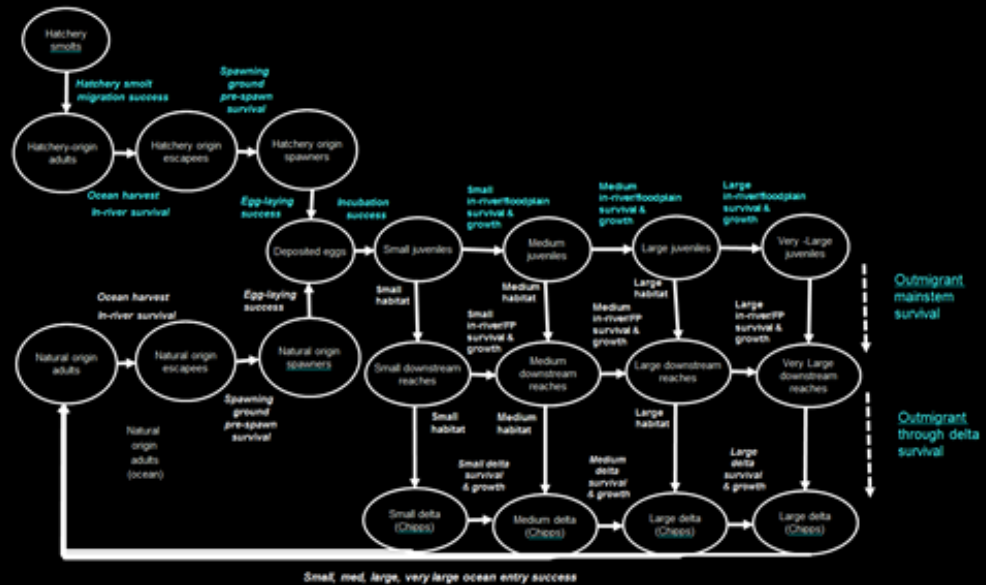 Hatchery
smolts
Hatchery smolt
migration success
Spawning
ground
pre-spawn
survival
Hatchery-origin
adults
Hatchery origin
escapees
Hatchery origin
spawners
Ocean harvest
In-river survival
Egg-laying
success
Incubation
success
Small
in-river/floodplain
survival &
growth
Medium
in-river/floodplain
survival &
growth
Large
in-river/floodplain
survival &
growth
Deposited eggs
Small juveniles
Medium
juveniles
Large juveniles
Very -Large
juveniles
Outmigrant
mainstem
survival
Small
habitat
Medium
habitat
Large
habitat
Small
in-river/FP
survival &
growth
Medium
in-river/FP
survival &
growth
Large
in-river/FP
survival &
growth
Ocean harvest
In-river survival
Egg-laying
success
Natural origin
adults
Natural origin
escapees
Natural origin
spawners
Small downstream
reaches
Medium
downstream
reaches
Large downstream
reaches
Very Large
downstream
reaches
Spawning
ground
pre-spawn
survival
Natural
origin
adults
(ocean)
Small
habitat
Medium
habitat
Large
habitat
Outmigrant
through delta
survival
Small delta
survival
& growth
Medium
delta
survival
& growth
Large
delta
survival
& growth
Small delta
(Chipps)
Medium delta
(Chipps)
Large delta
(Chipps)
Large delta
(Chipps)
Small, med, large, very large ocean entry success